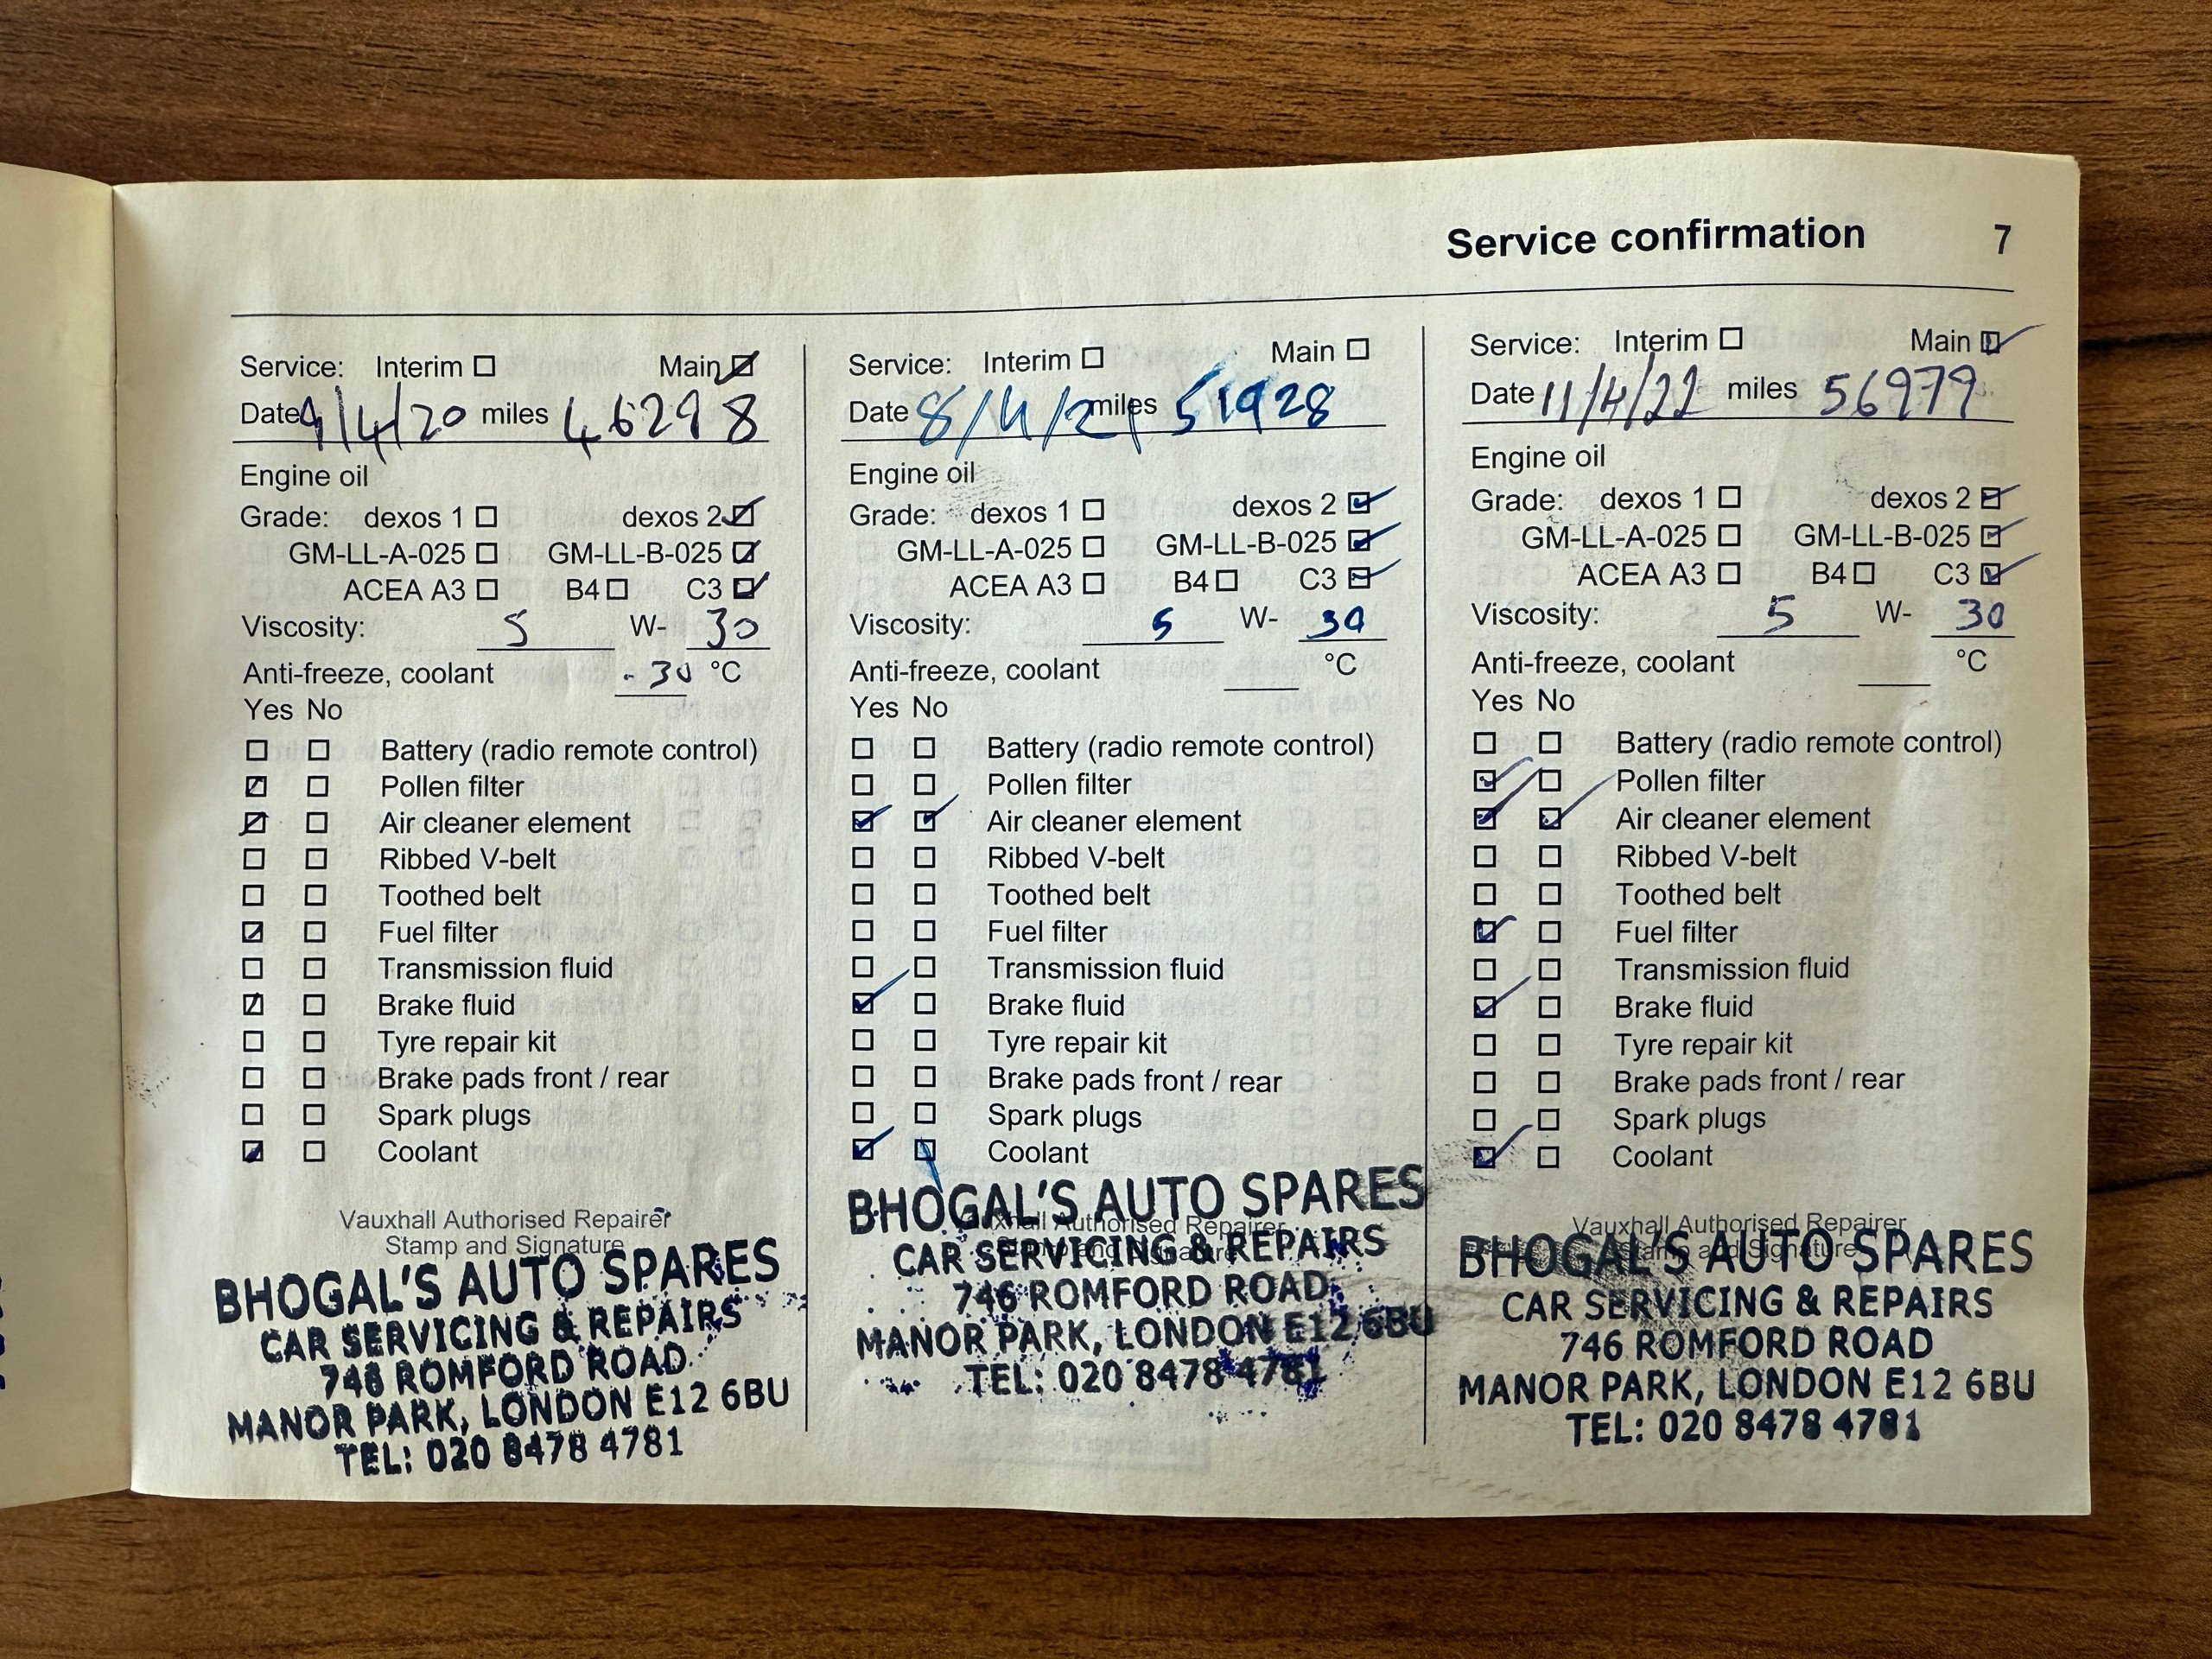 Service confirmation 7
Service: Interim Main
Date 9/4/20 miles 46298
Engine oil
Grade: dexos 1 dexos 2
GM-LL-A-025 GM-LL-B-025
ACEA A3 B4 C3
Viscosity: 5 W- 30
Anti-freeze, coolant -30 °C
Yes No
Battery (radio remote control)
Pollen filter
Air cleaner element
Ribbed V-belt
Toothed belt
Fuel filter
Transmission fluid
Brake fluid
Tyre repair kit
Brake pads front / rear
Spark plugs
Coolant
Vauxhall Authorised Repairer
Stamp and Signature
BHOGAL'S AUTO SPARES
CAR SERVICING & REPAIRS
746 ROMFORD ROAD
MANOR PARK, LONDON E12 6BU
TEL: 020 8478 4781
Service: Interim Main
Date 8/4/21 miles 51928
Engine oil
Grade: dexos 1 dexos 2
GM-LL-A-025 GM-LL-B-025
ACEA A3 B4 C3
Viscosity: 5 W- 30
Anti-freeze, coolant °C
Yes No
Battery (radio remote control)
Pollen filter
Air cleaner element
Ribbed V-belt
Toothed belt
Fuel filter
Transmission fluid
Brake fluid
Tyre repair kit
Brake pads front / rear
Spark plugs
Coolant
Vauxhall Authorised Repairer
Stamp and Signature
BHOGAL'S AUTO SPARES
CAR SERVICING & REPAIRS
746 ROMFORD ROAD
MANOR PARK, LONDON E12 6BU
TEL: 020 8478 4781
Service: Interim Main
Date 11/4/22 miles 56979
Engine oil
Grade: dexos 1 dexos 2
GM-LL-A-025 GM-LL-B-025
ACEA A3 B4 C3
Viscosity: 5 W- 30
Anti-freeze, coolant °C
Yes No
Battery (radio remote control)
Pollen filter
Air cleaner element
Ribbed V-belt
Toothed belt
Fuel filter
Transmission fluid
Brake fluid
Tyre repair kit
Brake pads front / rear
Spark plugs
Coolant
Vauxhall Authorised Repairer
Stamp and Signature
BHOGAL'S AUTO SPARES
CAR SERVICING & REPAIRS
746 ROMFORD ROAD
MANOR PARK, LONDON E12 6BU
TEL: 020 8478 4781